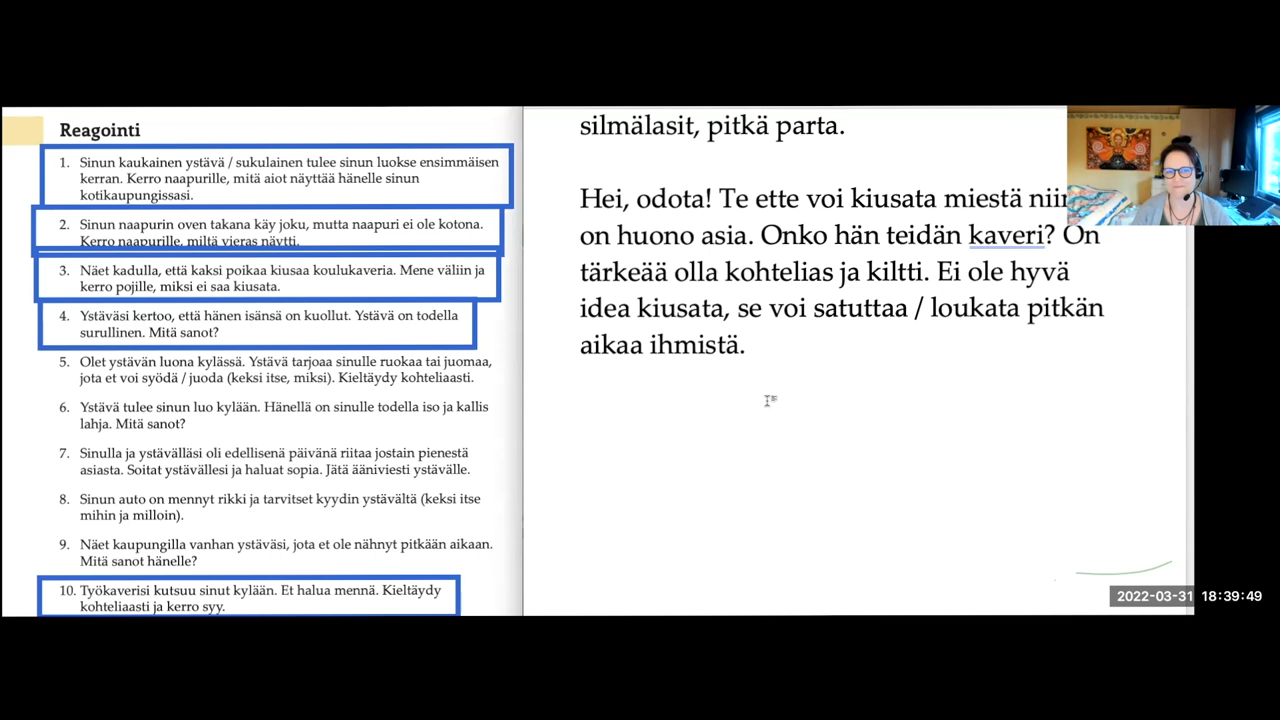 Reagointi
1. Sinun kaukainen ystävä / sukulainen tulee sinun luokse ensimmäisen
kerran. Kerro naapurille, mitä aiot näyttää hänelle sinun
kotikaupungissasi.
2. Sinun naapurin oven takana käy joku, mutta naapuri ei ole kotona.
Kerro naapurille, miltä vieras näytti.
3. Näet kadulla, että kaksi poikaa kiusaa koulukaveria. Mene väliin ja
kerro pojille, miksi ei saa kiusata.
4. Ystäväsi kertoo, että hänen isänsä on kuollut. Ystävä on todella
surullinen. Mitä sanot?
5. Olet ystävän luona kylässä. Ystävä tarjoaa sinulle ruokaa tai juomaa,
jota et voi syödä / juoda (keksi itse, miksi). Kieltäydy kohteliaasti.
6. Ystävä tulee sinun luo kylään. Hänellä on sinulle todella iso ja kallis
lahja. Mitä sanot?
7. Sinulla ja ystävälläsi oli edellisenä päivänä riitaa jostain pienestä
asiasta. Soitat ystävällesi ja haluat sopia. Jätä ääniviesti ystävälle.
8. Sinun auto on mennyt rikki ja tarvitset kyydin ystävältä (keksi itse
mihin ja milloin).
9. Näet kaupungilla vanhan ystäväsi, jota et ole nähnyt pitkään aikaan.
Mitä sanot hänelle?
10. Työkaverisi kutsuu sinut kylään. Et halua mennä. Kieltäydy
kohteliaasti ja kerro syy.
silmälasit, pitkä parta.
Hei, odota! Te ette voi kiusata miestä niin
on huono asia. Onko hän teidän kaveri? On
tärkeää olla kohtelias ja kiltti. Ei ole hyvä
idea kiusata, se voi satuttaa / loukata pitkän
aikaa ihmistä.
2022-03-31 18:39:49